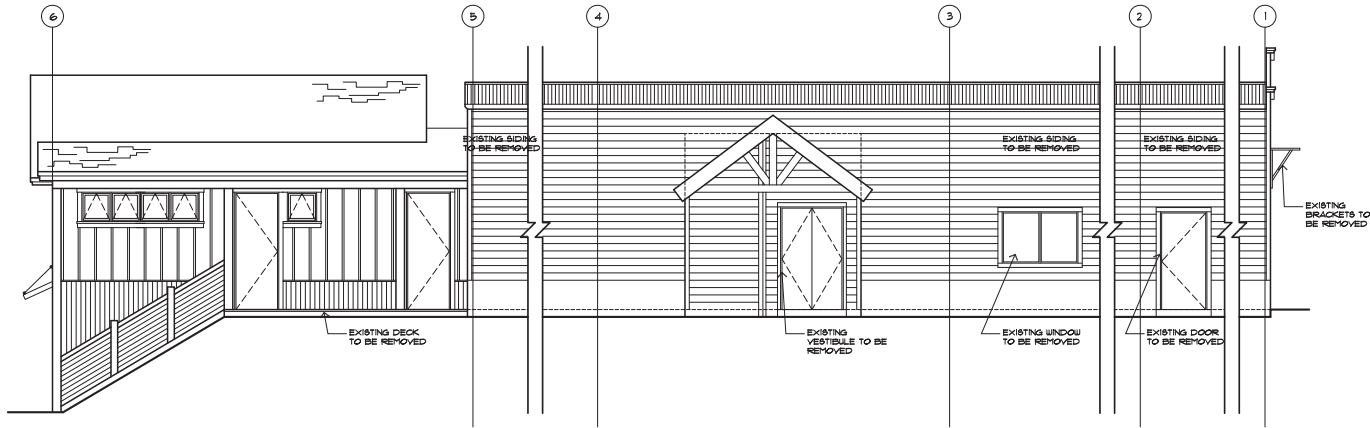 6
5
4
3
2
1
EXISTING SIDING
TO BE REMOVED
EXISTING SIDING
TO BE REMOVED
EXISTING SIDING
TO BE REMOVED
EXISTING
BRACKETS TO
BE REMOVED
EXISTING DECK
TO BE REMOVED
EXISTING
VESTIBULE TO BE
REMOVED
EXISTING WINDOW
TO BE REMOVED
EXISTING DOOR
TO BE REMOVED